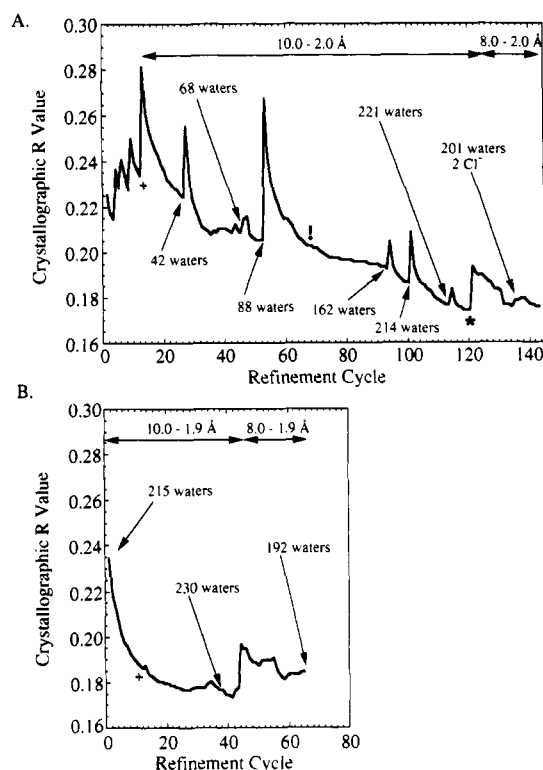 A.
10.0 - 2.0 Å
8.0 - 2.0 Å
0.30
0.28
0.26
0.24
0.22
0.20
0.18
0.16
Crystallographic R Value
68 waters
221 waters
201 waters
2 Cl⁻
+
!
42 waters
88 waters
162 waters
214 waters
*
0 20 40 60 80 100 120 140
Refinement Cycle
B.
10.0 - 1.9 Å
8.0 - 1.9 Å
0.30
0.28
0.26
0.24
0.22
0.20
0.18
0.16
Crystallographic R Value
215 waters
230 waters
192 waters
+
0 20 40 60 80
Refinement Cycle